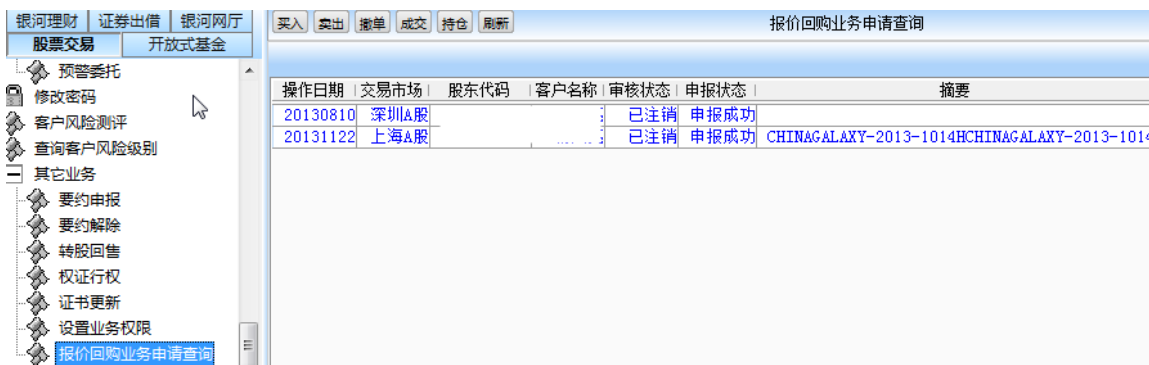 银河理财 证券出借 银河网厅
股票交易 开放式基金
预警委托
修改密码
客户风险测评
查询客户风险级别
其它业务
要约申报
要约解除
转股回售
权证行权
证书更新
设置业务权限
报价回购业务申请查询
买入 卖出 撤单 成交 持仓 刷新 报价回购业务申请查询
操作日期 交易市场 股东代码 客户名称 审核状态 申报状态 摘要
20130810 深圳A股 已注销 申报成功
20131122 上海A股 已注销 申报成功 CHINAGALAXY-2013-1014HCHINAGALAXY-2013-1014